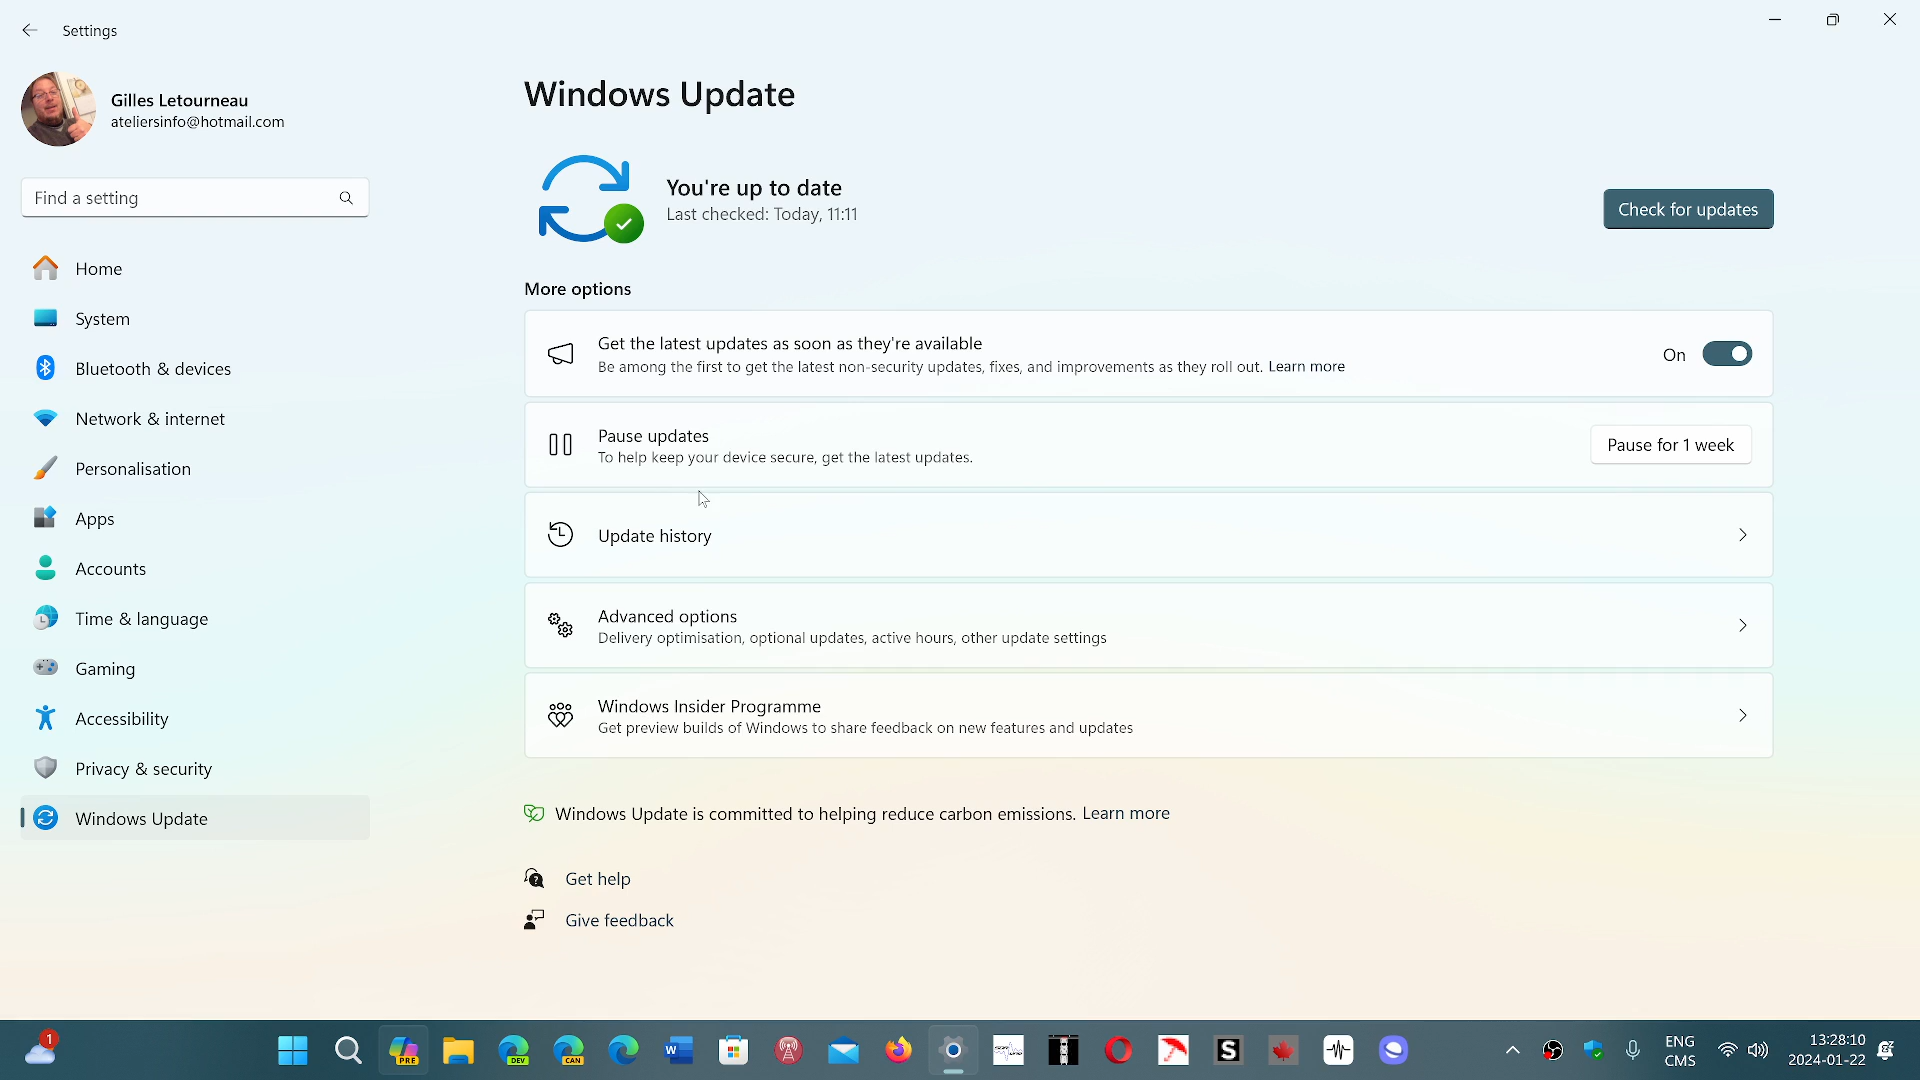 Settings
Gilles Letourneau
ateliersinfo@hotmail.com
Find a setting
Home
System
Bluetooth & devices
Network & internet
Personalisation
Apps
Accounts
Time & language
Gaming
Accessibility
Privacy & security
Windows Update
Windows Update
You're up to date
Last checked: Today, 11:11
Check for updates
More options
Get the latest updates as soon as they're available
Be among the first to get the latest non-security updates, fixes, and improvements as they roll out. Learn more
On
Pause updates
To help keep your device secure, get the latest updates.
Pause for 1 week
Update history
Advanced options
Delivery optimisation, optional updates, active hours, other update settings
Windows Insider Programme
Get preview builds of Windows to share feedback on new features and updates
Windows Update is committed to helping reduce carbon emissions. Learn more
Get help
Give feedback
1
PRE
DEV
CAN
W
S
ENG
CMS
13:28:10
2024-01-22